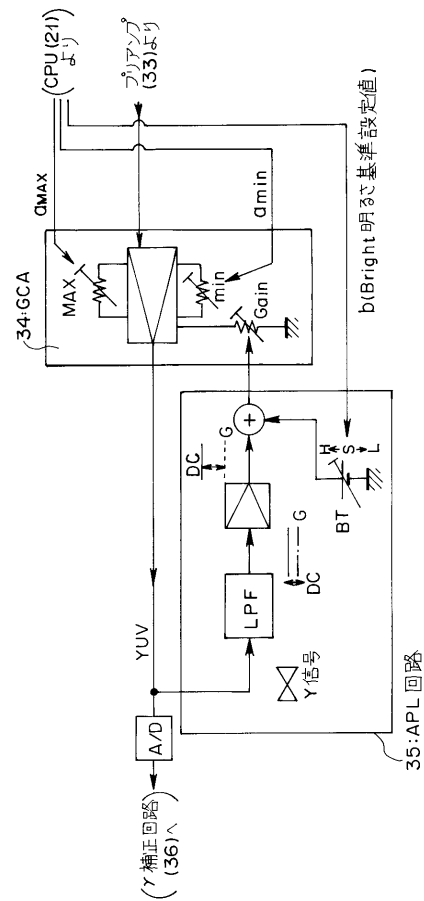 (CPU(21)
より)
プリアンプ
(33)より
aMAX
amin
34:GCA
MAX
min
Gain
b(Bright明るさ基準設定値)
YUV
A/D
(γ補正回路
(36)へ)
DC
G
+
H
S
L
BT
LPF
G
DC
Y信号
35:APL回路